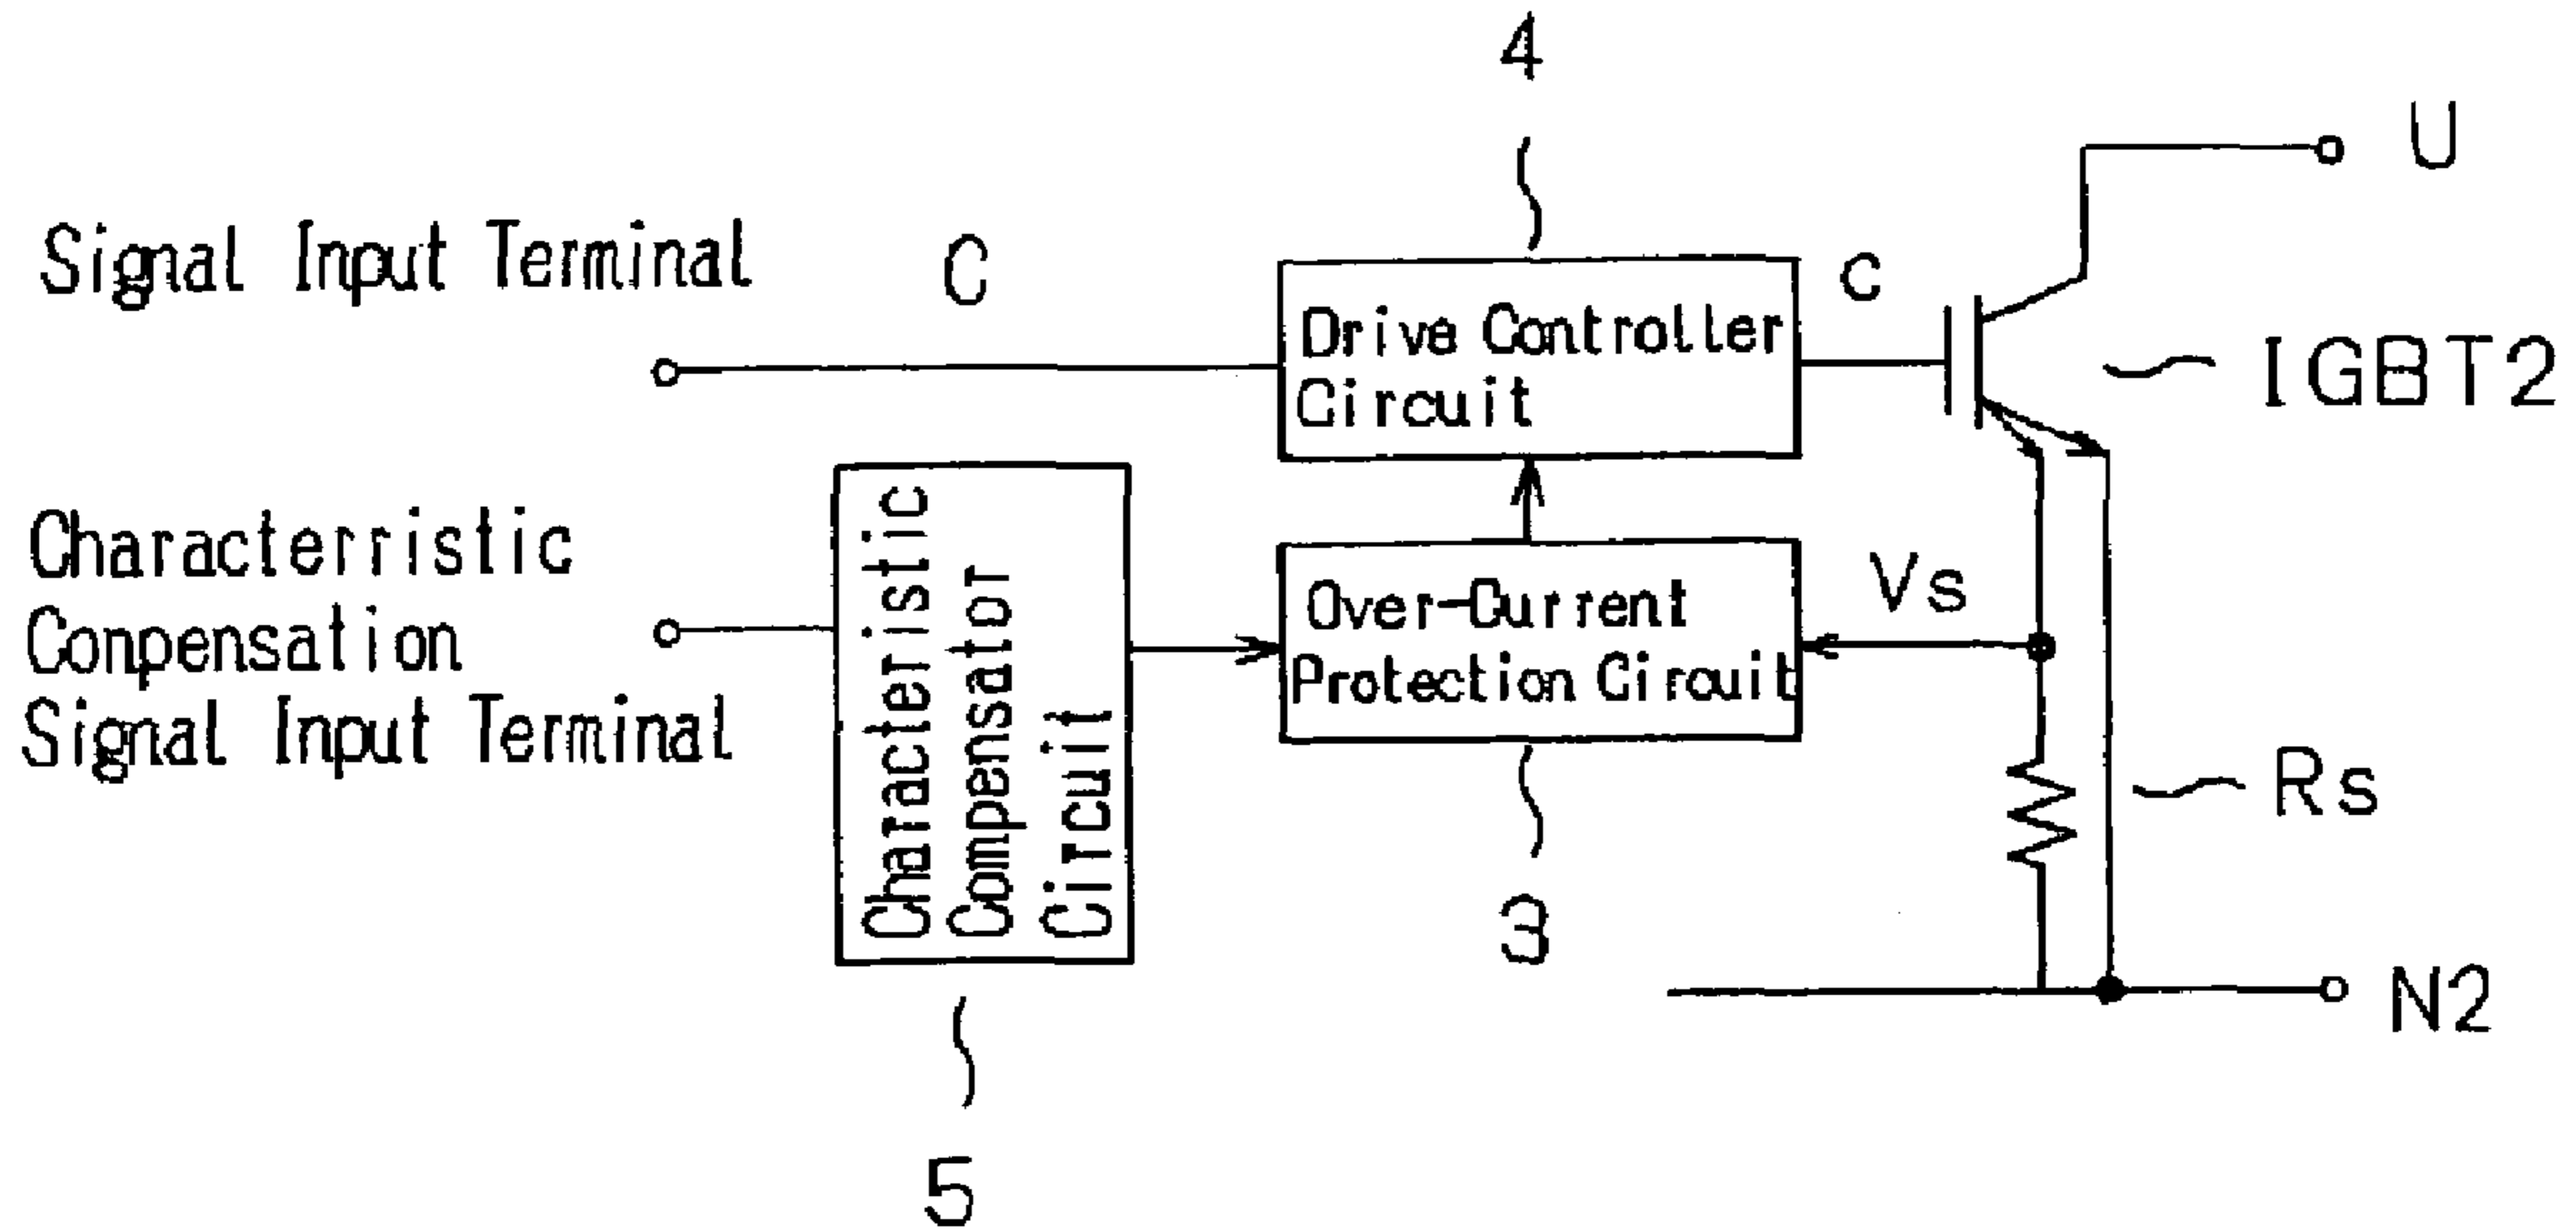 4
U
Signal Input Terminal
C
c
Drive Controller
Circuit
IGBT2
Characterristic
Conpensation
Signal Input Terminal
Characteristic
Compensator
Circuit
Over-Current
Protection Circuit
Vs
Rs
3
N2
5